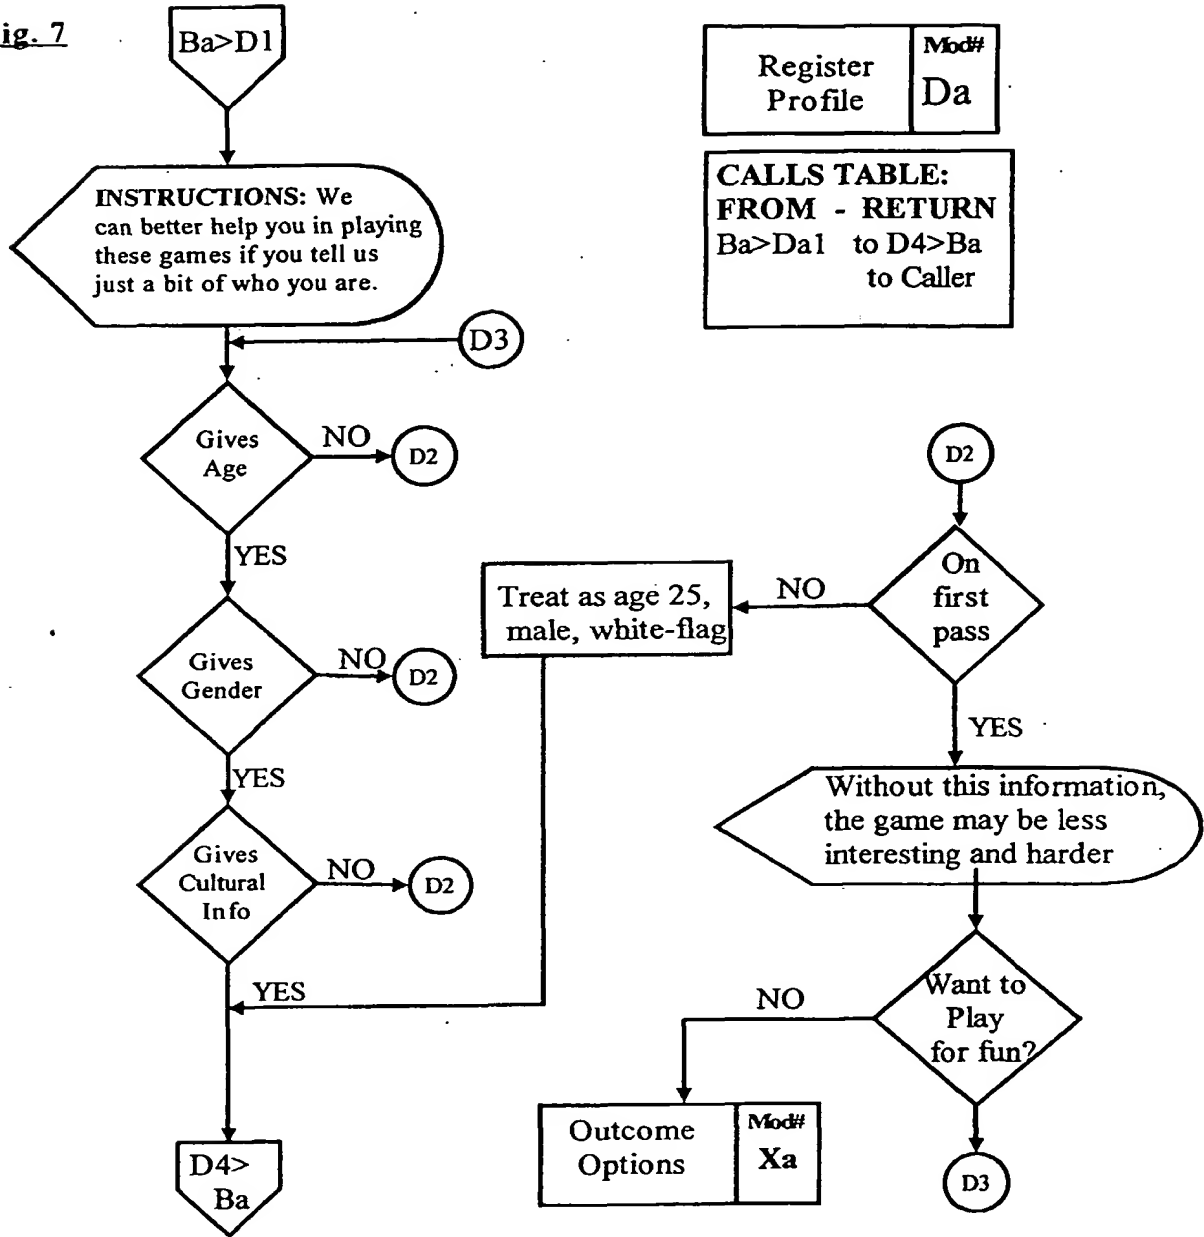 ig. 7
Ba>D1
Register
Profile
Mod#
Da
CALLS TABLE:
FROM - RETURN
Ba>Da1 to D4>Ba
to Caller
INSTRUCTIONS: We
can better help you in playing
these games if you tell us
just a bit of who you are.
D3
Gives
Age
NO
D2
YES
Gives
Gender
NO
D2
YES
Gives
Cultural
Info
NO
D2
YES
D4>
Ba
D2
On
first
pass
NO
Treat as age 25,
male, white-flag
YES
Without this information,
the game may be less
interesting and harder
Want to
Play
for fun?
NO
Outcome
Options
Mod#
Xa
D3